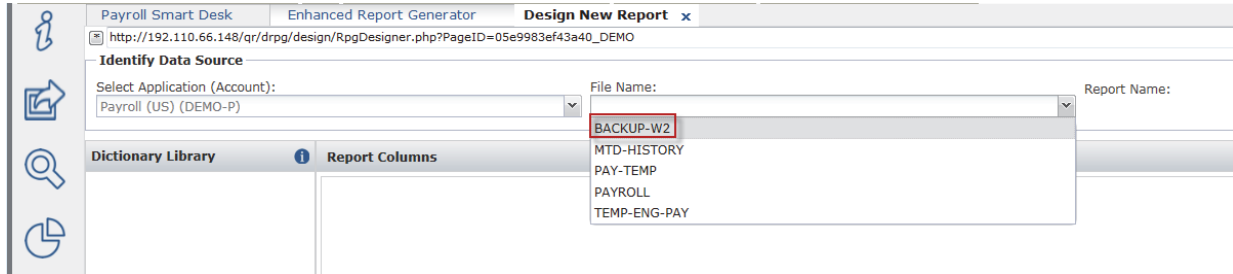 Payroll Smart Desk Enhanced Report Generator Design New Report x
http://192.110.66.148/qr/drpg/design/RpgDesigner.php?PageID=05e9983ef43a40_DEMO
Identify Data Source
Select Application (Account): File Name: Report Name:
Payroll (US) (DEMO-P)
BACKUP-W2
MTD-HISTORY
PAY-TEMP
PAYROLL
TEMP-ENG-PAY
Dictionary Library Report Columns